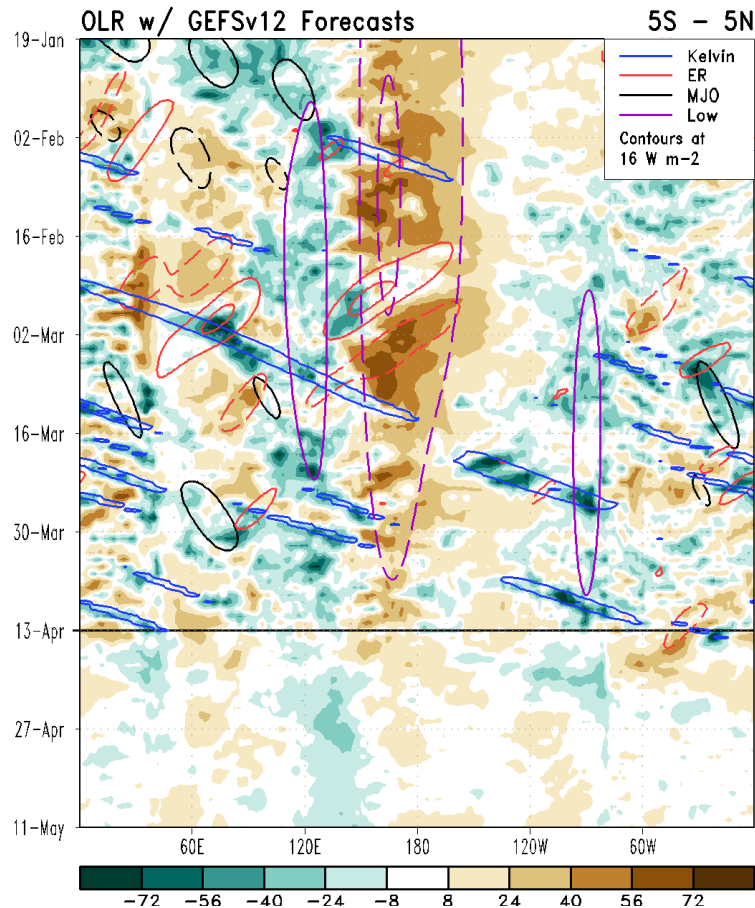 OLR w/ GEFSv12 Forecasts 5S - 5N
19-Jan
Kelvin
ER
MJO
Low
Contours at
16 W m-2
02-Feb
16-Feb
02-Mar
16-Mar
30-Mar
13-Apr
27-Apr
11-May
60E 120E 180 120W 60W
-72 -56 -40 -24 -8 8 24 40 56 72